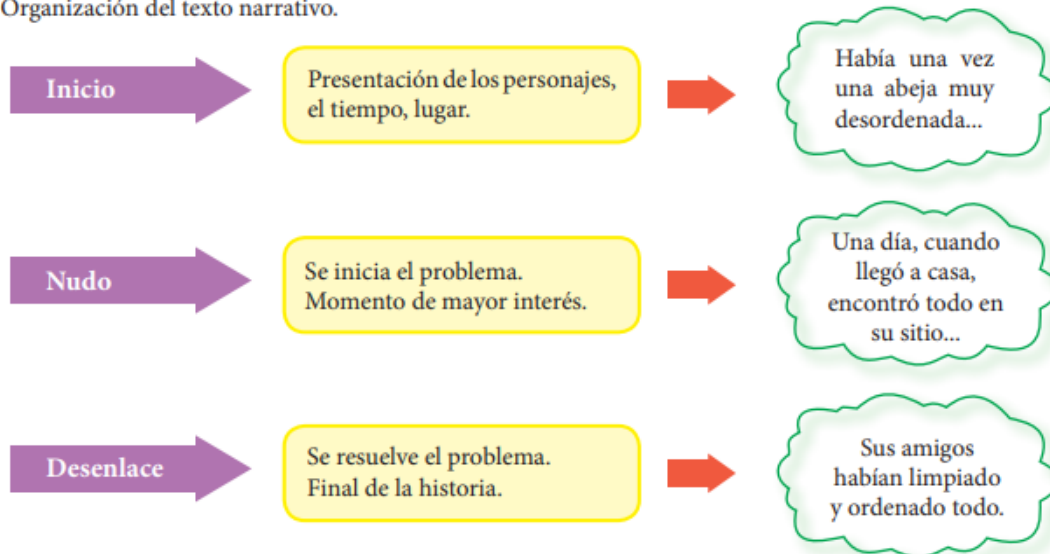 Organización del texto narrativo.
Inicio
Presentación de los personajes,
el tiempo, lugar.
Había una vez
una abeja muy
desordenada...
Nudo
Se inicia el problema.
Momento de mayor interés.
Una día, cuando
llegó a casa,
encontró todo en
su sitio...
Desenlace
Se resuelve el problema.
Final de la historia.
Sus amigos
habían limpiado
y ordenado todo.